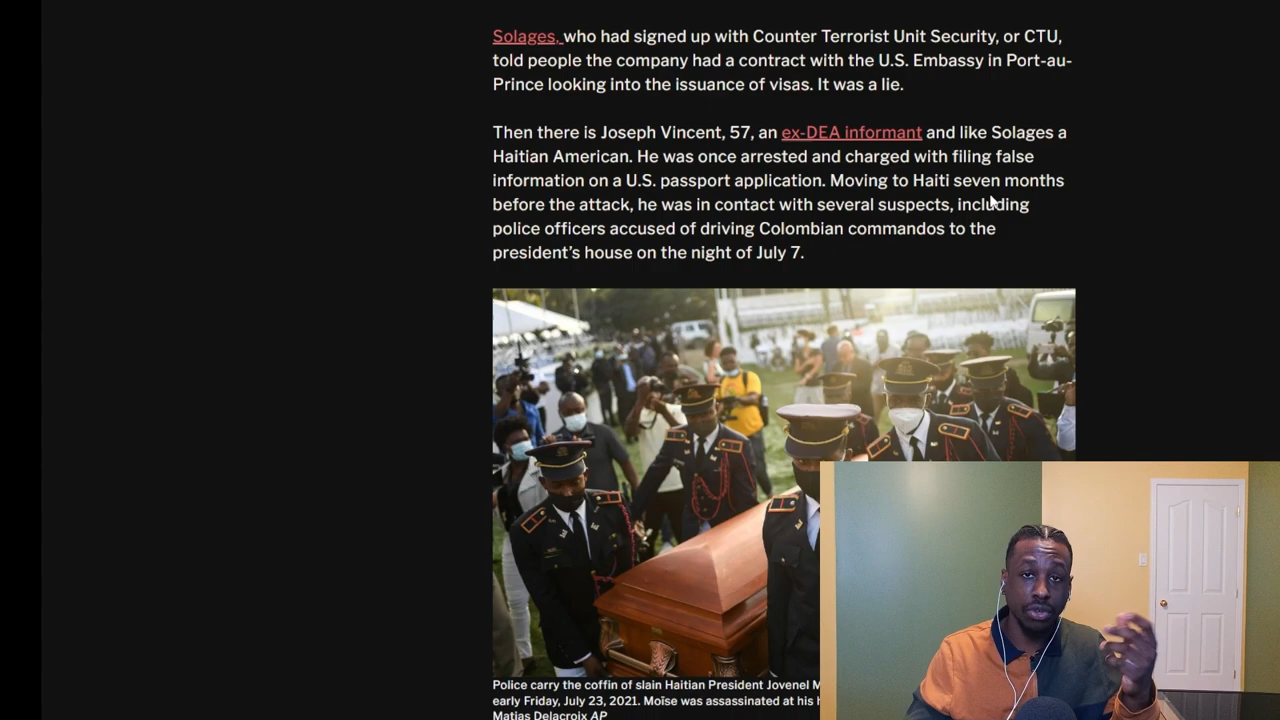 Solages, who had signed up with Counter Terrorist Unit Security, or CTU,
told people the company had a contract with the U.S. Embassy in Port-au-
Prince looking into the issuance of visas. It was a lie.
Then there is Joseph Vincent, 57, an ex-DEA informant and like Solages a
Haitian American. He was once arrested and charged with filing false
information on a U.S. passport application. Moving to Haiti seven months
before the attack, he was in contact with several suspects, including
police officers accused of driving Colombian commandos to the
president’s house on the night of July 7.
Police carry the coffin of slain Haitian President Jovenel M
early Friday, July 23, 2021. Moïse was assassinated at his h
Matias Delacroix AP